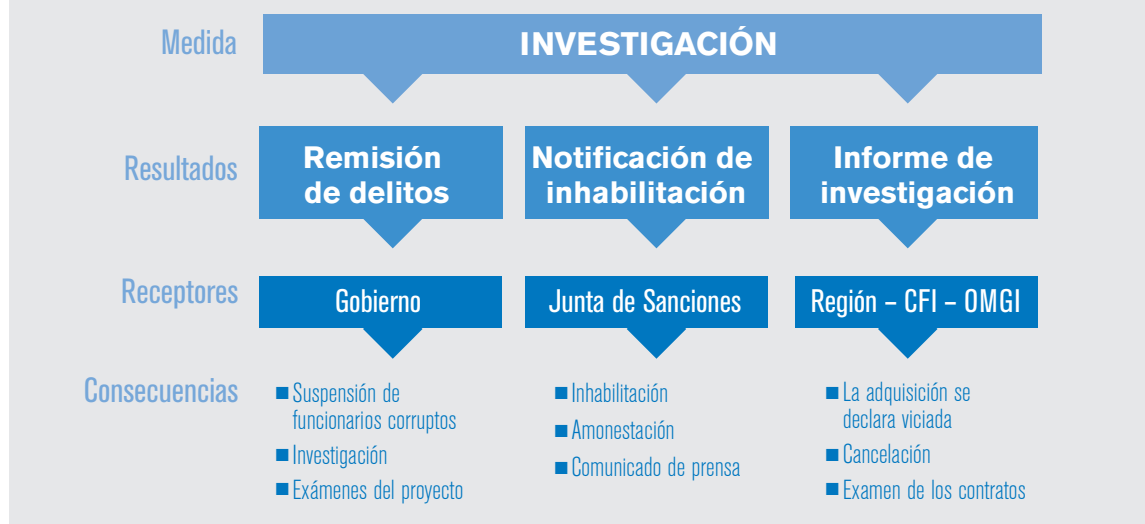 Medida
INVESTIGACIÓN
Resultados
Remisión
de delitos
Notificación de
inhabilitación
Informe de
investigación
Receptores
Gobierno
Junta de Sanciones
Región – CFI – OMGI
Consecuencias
■ Suspensión de
funcionarios corruptos
■ Investigación
■ Exámenes del proyecto
■ Inhabilitación
■ Amonestación
■ Comunicado de prensa
■ La adquisición se
declara viciada
■ Cancelación
■ Examen de los contratos